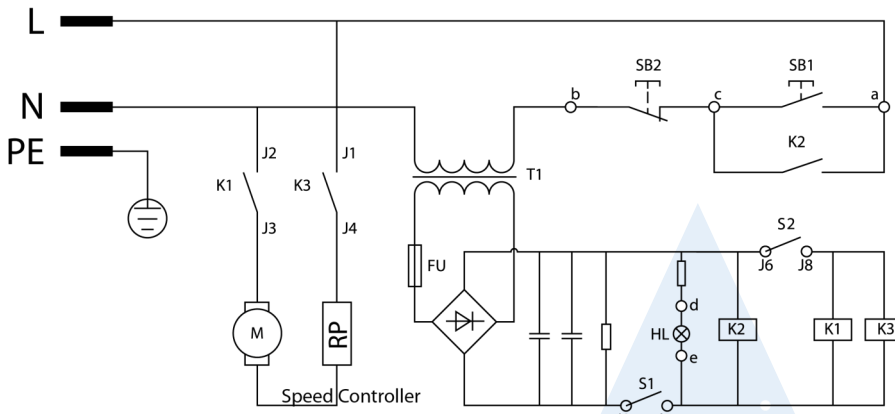 L
SB2
SB1
b
c
a
N
K2
PE
J2
J1
T1
K1
K3
J3
J4
S2
FU
J6
J8
d
M
RP
HL
K2
K1
K3
e
S1
Speed Controller